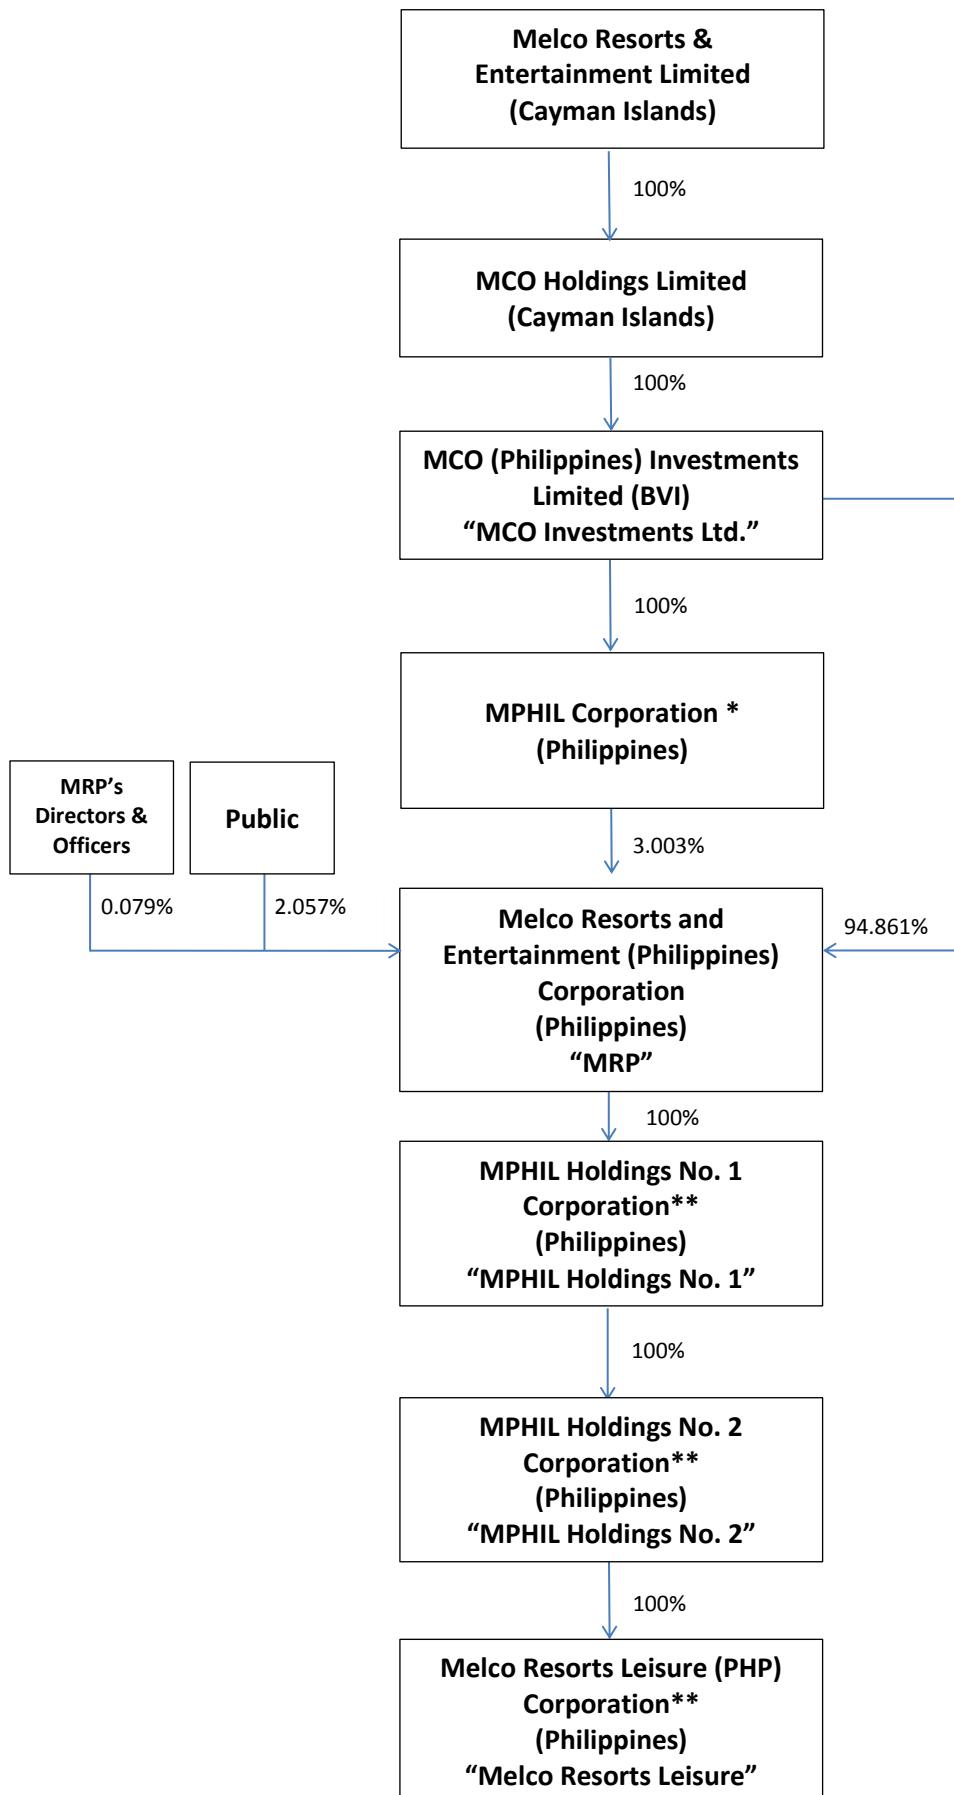 Melco Resorts &
Entertainment Limited
(Cayman Islands)
100%
MCO Holdings Limited
(Cayman Islands)
100%
MCO (Philippines) Investments
Limited (BVI)
“MCO Investments Ltd.”
100%
MPHIL Corporation *
(Philippines)
MRP’s
Directors &
Officers
Public
3.003%
0.079%
2.057%
94.861%
Melco Resorts and
Entertainment (Philippines)
Corporation
(Philippines)
“MRP”
100%
MPHIL Holdings No. 1
Corporation**
(Philippines)
“MPHIL Holdings No. 1”
100%
MPHIL Holdings No. 2
Corporation**
(Philippines)
“MPHIL Holdings No. 2”
100%
Melco Resorts Leisure (PHP)
Corporation**
(Philippines)
“Melco Resorts Leisure”